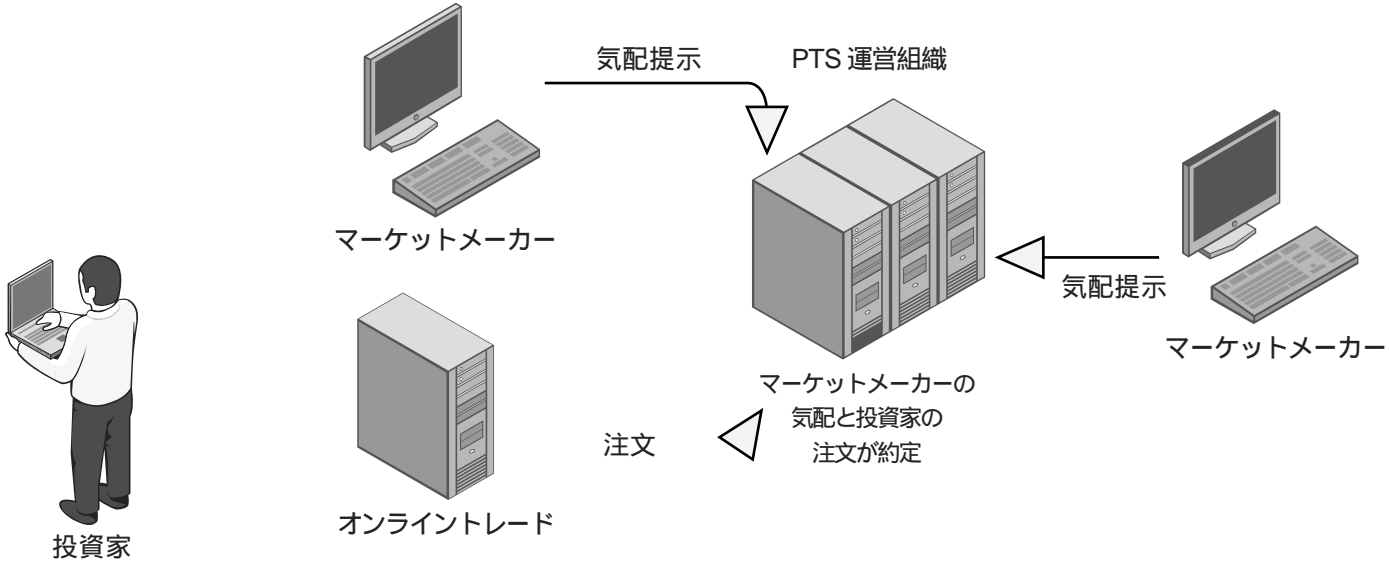 気配提示
PTS 運営組織
マーケットメーカー
気配提示
マーケットメーカー
マーケットメーカーの
気配と投資家の
注文が約定
注文
オンライントレード
投資家